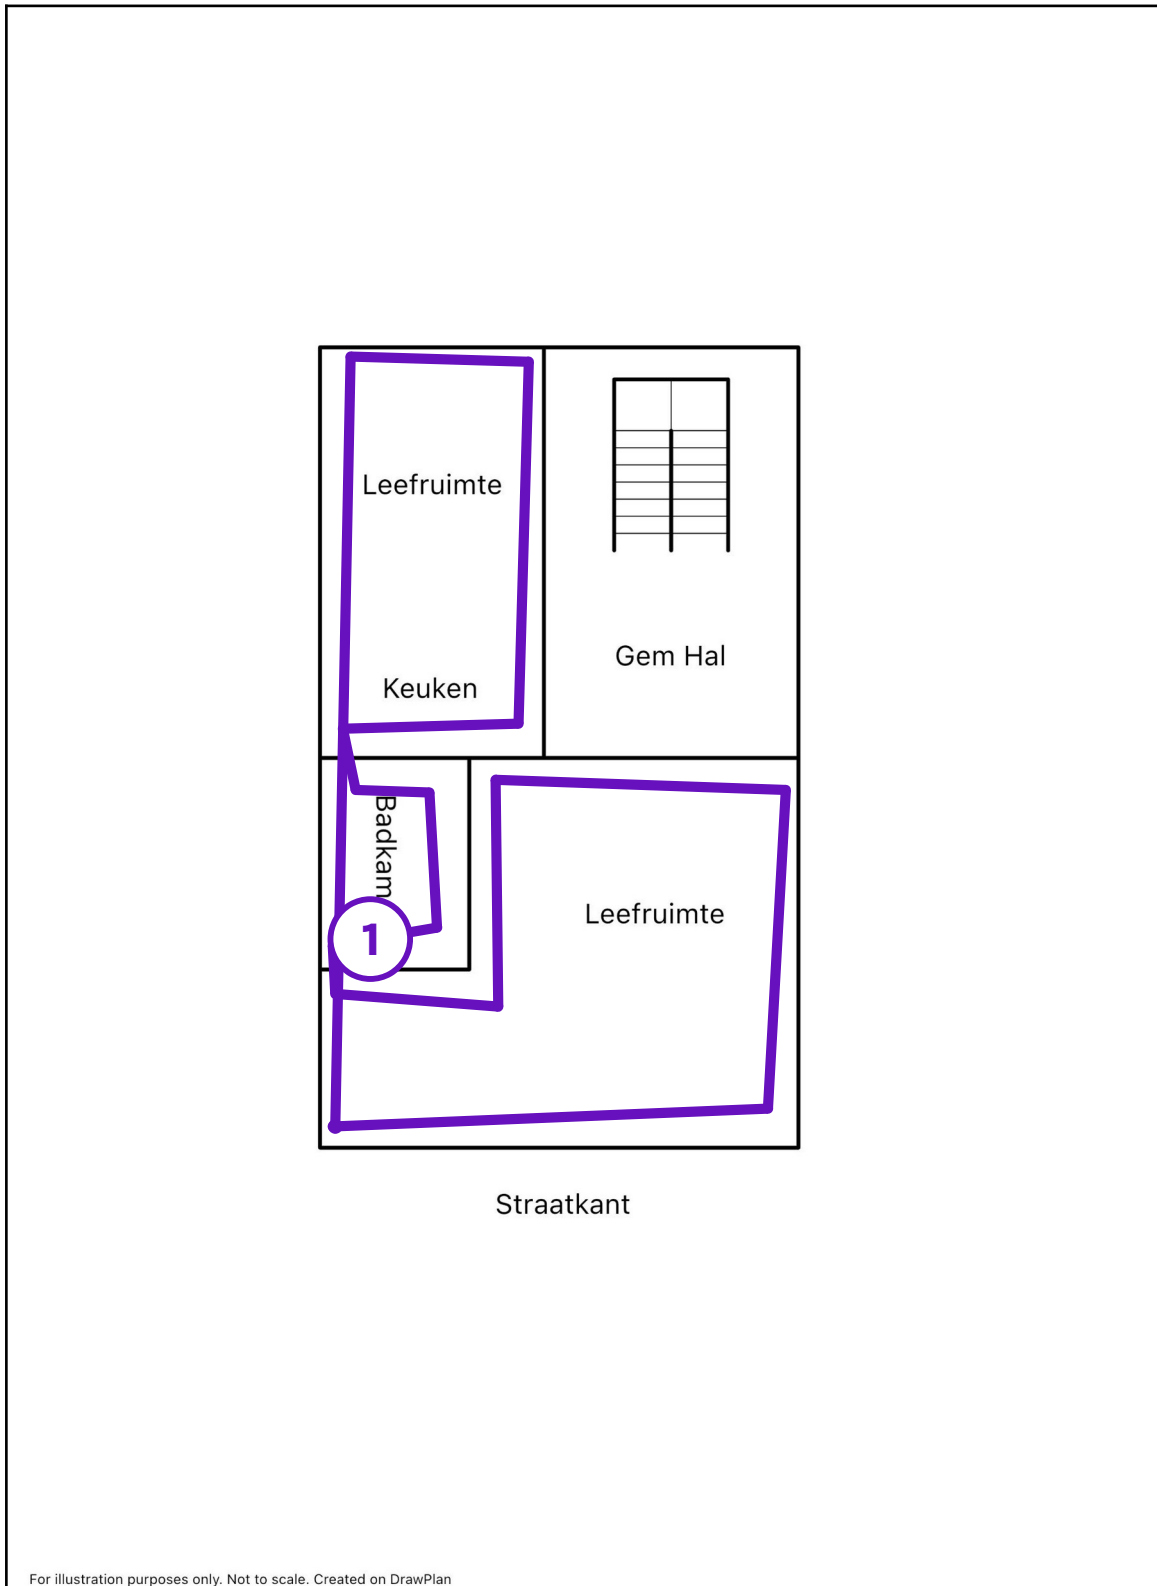 Leefruimte
Gem Hal
Keuken
Badkam
1
Leefruimte
Straatkant
For illustration purposes only. Not to scale. Created on DrawPlan